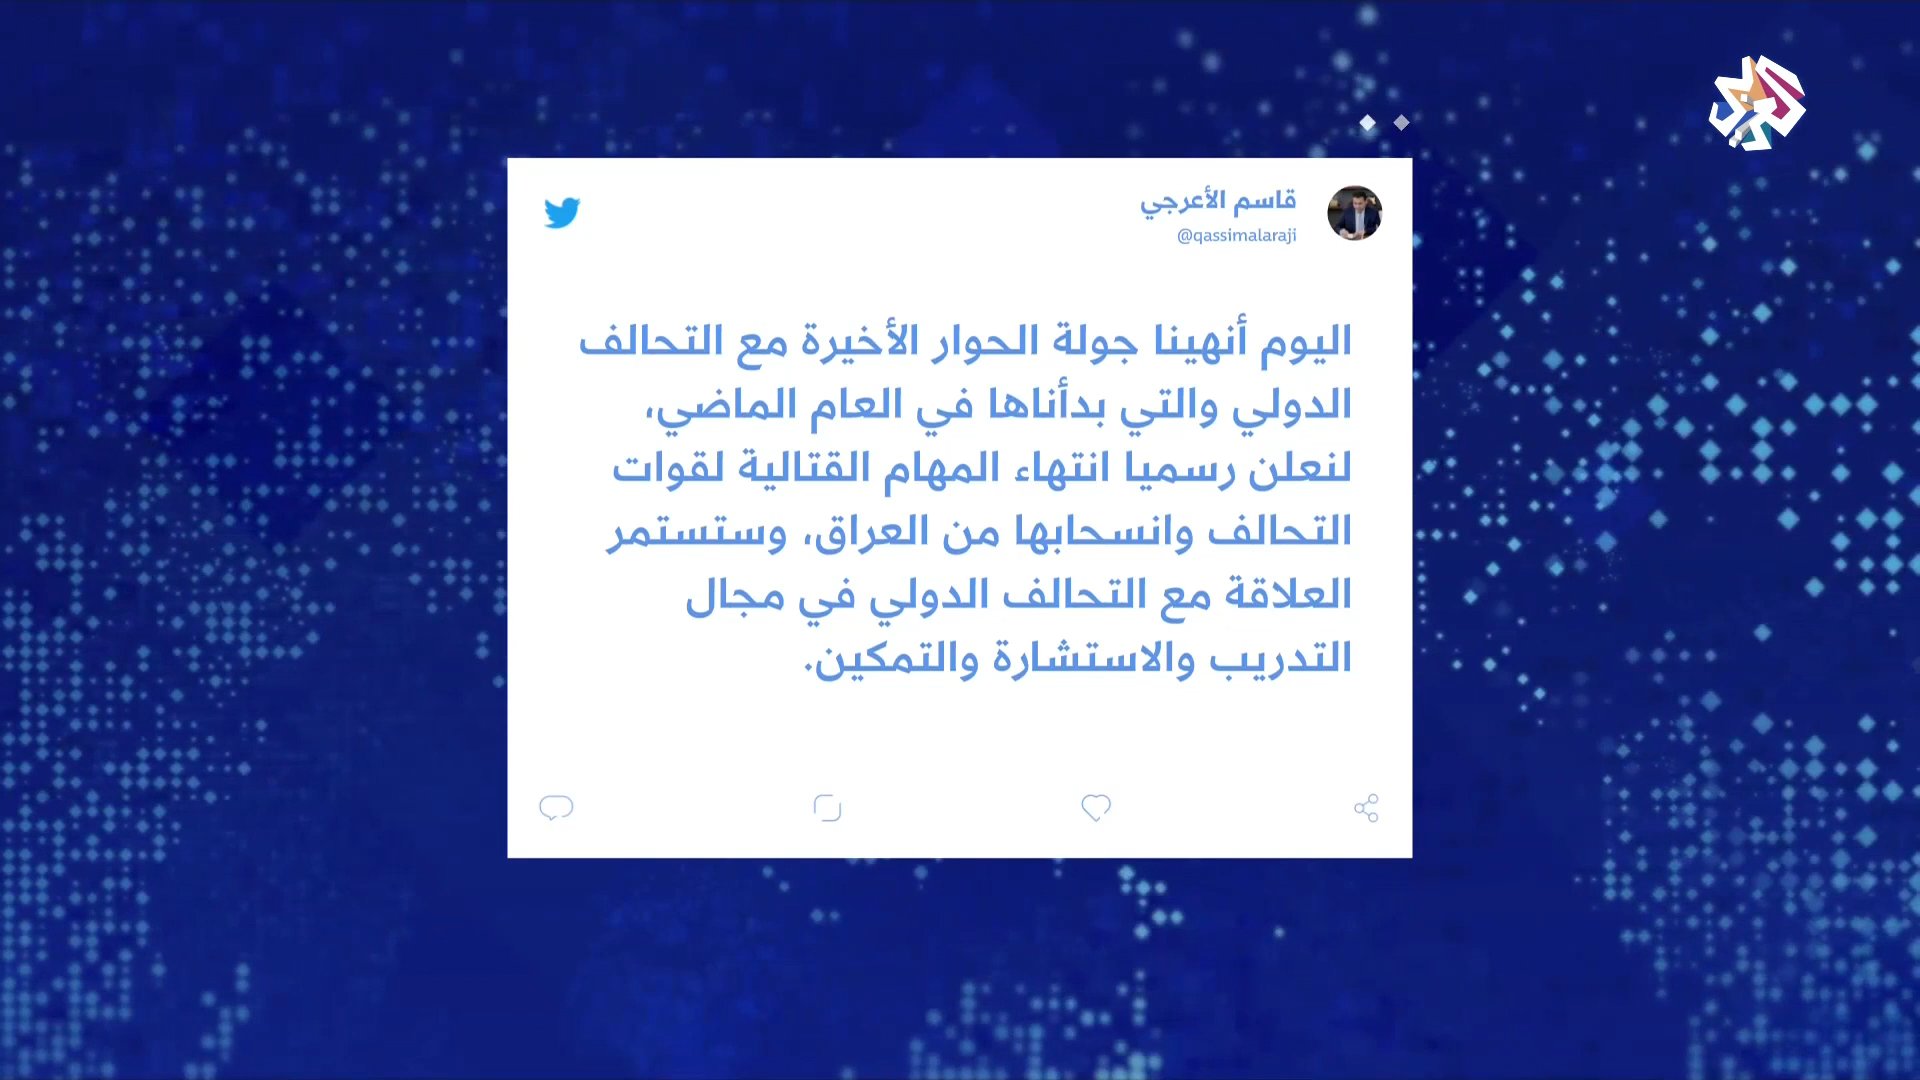 قاسم الأعرجي
@qassimalaraji
اليوم أنهينا جولة الحوار الأخيرة مع التحالف
الدولي والتي بدأناها في العام الماضي،
لنعلن رسميا انتهاء المهام القتالية لقوات
التحالف وانسحابها من العراق، وستستمر
العلاقة مع التحالف الدولي في مجال
التدريب والاستشارة والتمكين.